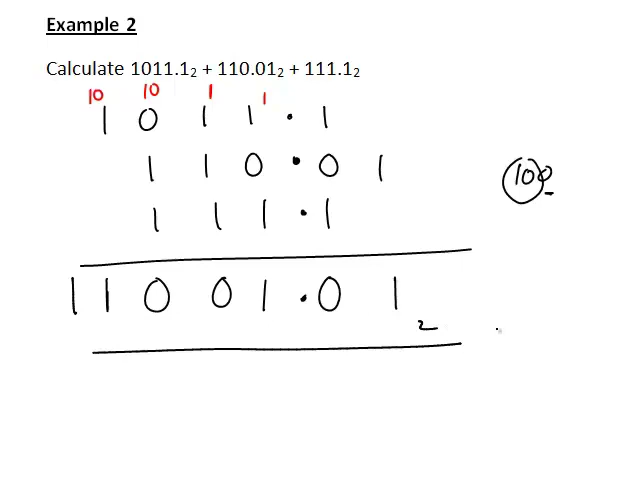 Example 2
Calculate 1011.1₂ + 110.01₂ + 111.1₂
10 10 1 1
1 0 1 1 . 1
1 1 0 . 0 1
100
1 1 1 . 1
1 1 0 0 1 . 0 1 ₂